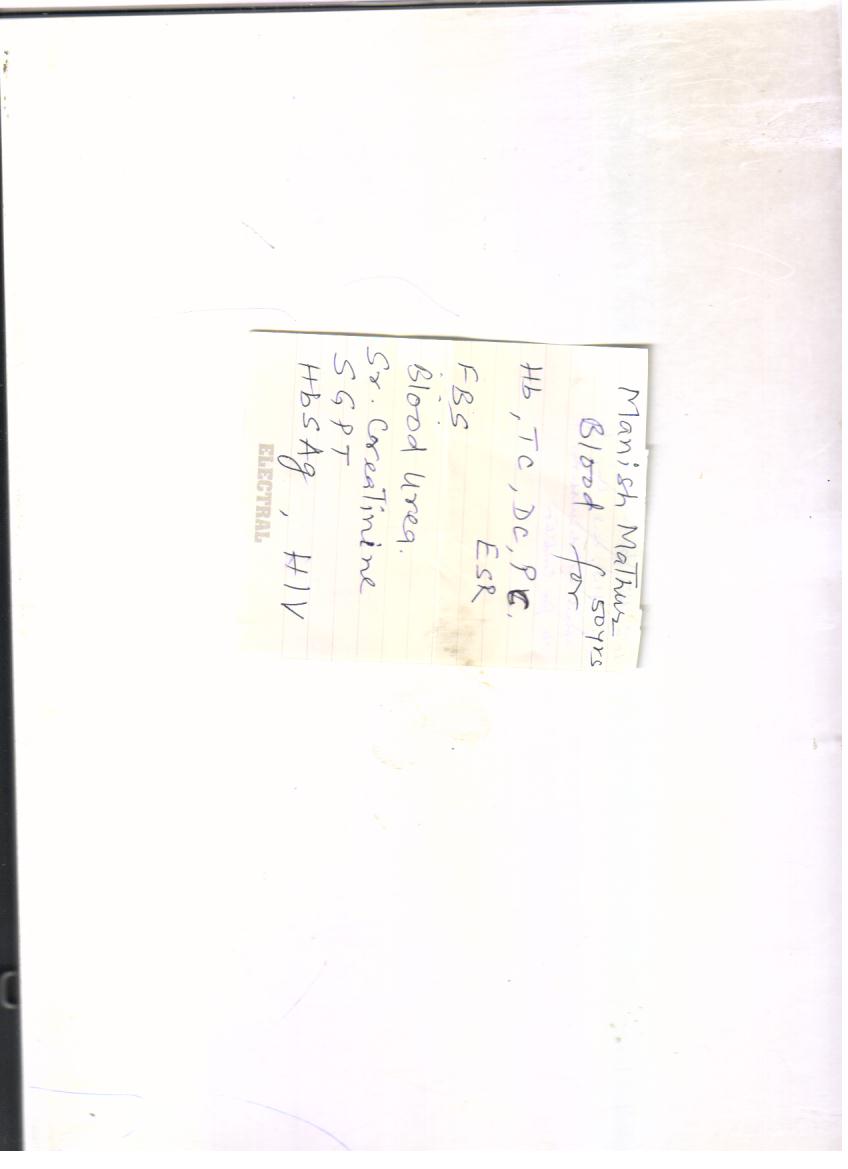 Manish Mathur
50yrs
Blood for
Hb, TC, DC, PC,
ESR
FBS
Blood Urea.
Sr. Creatinine
SGPT
HbSAg, HIV
ELECTRAL